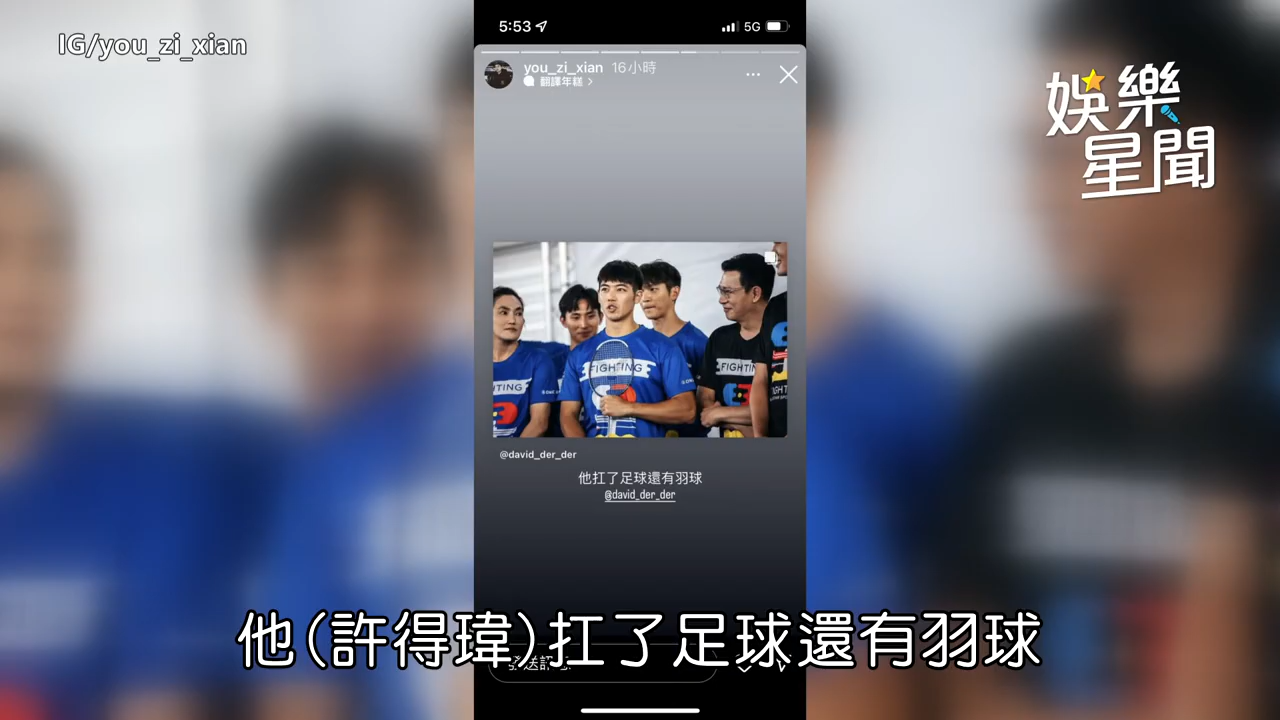 IG/you_zi_xian
5:53
5G
you_zi_xian 16小時
翻譯年糕
娛樂
星聞
FIGHTING
FIGHTING
@david_der_der
他扛了足球還有羽球
@david_der_der
他(許得瑋)扛了足球還有羽球